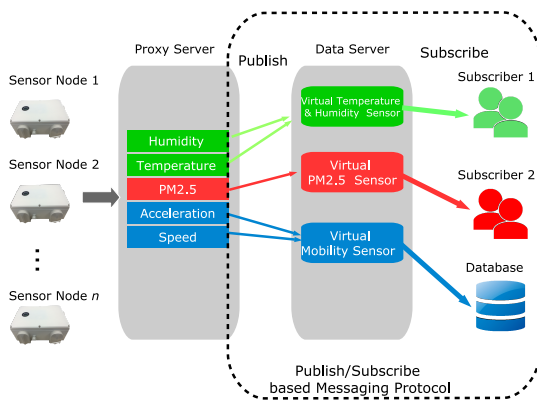 Proxy Server
Data Server
Publish
Subscribe
Sensor Node 1
Sensor Node 2
Sensor Node n
Humidity
Temperature
PM2.5
Acceleration
Speed
Virtual Temperature
& Humidity Sensor
Virtual
PM2.5 Sensor
Virtual
Mobility Sensor
Subscriber 1
Subscriber 2
Database
Publish/Subscribe
based Messaging Protocol